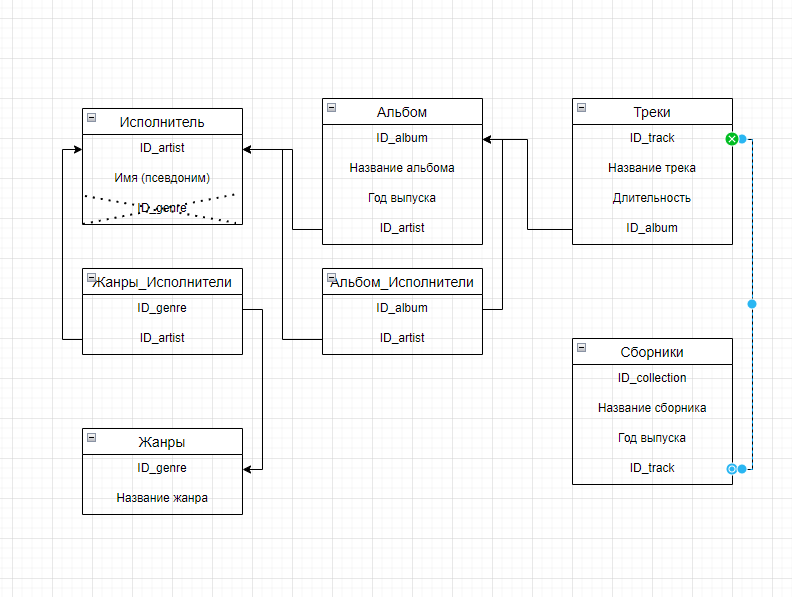 Исполнитель
ID_artist
Имя (псевдоним)
ID_genre
Альбом
ID_album
Название альбома
Год выпуска
ID_artist
Треки
ID_track
Название трека
Длительность
ID_album
Жанры_Исполнители
ID_genre
ID_artist
Альбом_Исполнители
ID_album
ID_artist
Сборники
ID_collection
Название сборника
Год выпуска
ID_track
Жанры
ID_genre
Название жанра